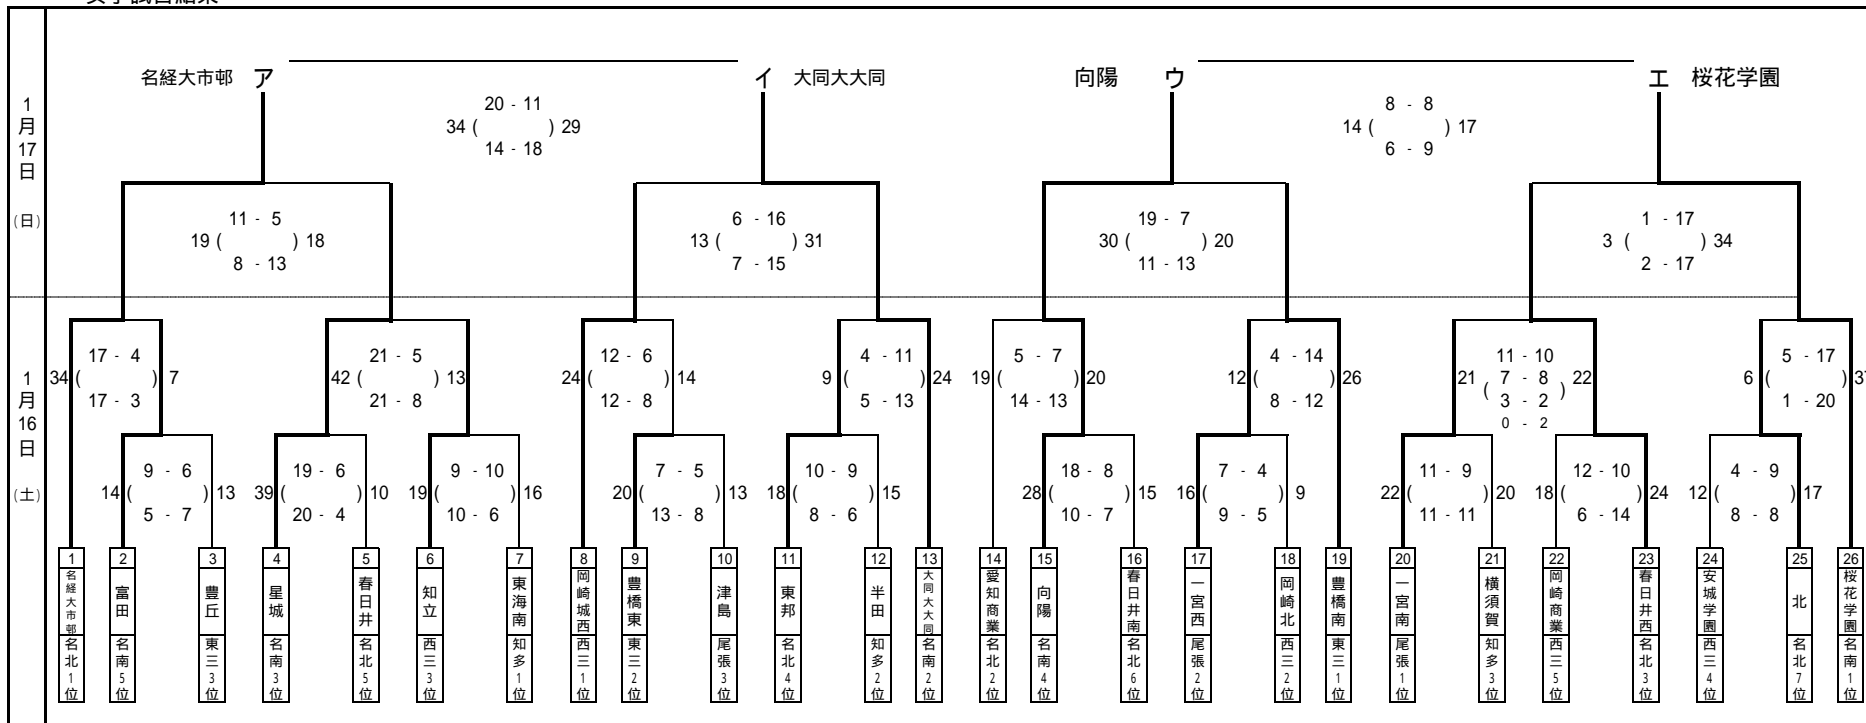 名経大市邨 ア イ 大同大大同 向陽 ウ エ 桜花学園
1月17日
(日)
20 - 11
34 ( ) 29
14 - 18
8 - 8
14 ( ) 17
6 - 9
11 - 5
19 ( ) 18
8 - 13
6 - 16
13 ( ) 31
7 - 15
19 - 7
30 ( ) 20
11 - 13
1 - 17
3 ( ) 34
2 - 17
1月16日
(土)
17 - 4
34 ( ) 7
17 - 3
21 - 5
42 ( ) 13
21 - 8
12 - 6
24 ( ) 14
12 - 8
4 - 11
9 ( ) 24
5 - 13
5 - 7
19 ( ) 20
14 - 13
4 - 14
12 ( ) 26
8 - 12
11 - 10
21 ( 7 - 8 ) 22
3 - 2
0 - 2
5 - 17
6 ( )
1 - 20
9 - 6
14 ( ) 13
5 - 7
19 - 6
39 ( ) 10
20 - 4
9 - 10
19 ( ) 16
10 - 6
7 - 5
20 ( ) 13
13 - 8
10 - 9
18 ( ) 15
8 - 6
18 - 8
28 ( ) 15
10 - 7
7 - 4
16 ( ) 9
9 - 5
11 - 9
22 ( ) 20
11 - 11
12 - 10
18 ( ) 24
6 - 14
4 - 9
12 ( ) 17
8 - 8
1 名経大市邨 名北1位
2 富田 名南5位
3 豊丘 東三3位
4 星城 名南3位
5 春日井 名北5位
6 知立 西三3位
7 東海南 知多1位
8 岡崎城西 西三1位
9 豊橋東 東三2位
10 津島 尾張3位
11 東邦 名北4位
12 半田 知多2位
13 大同大大同 名南2位
14 愛知商業 名北2位
15 向陽 名南4位
16 春日井南 名北6位
17 一宮西 尾張2位
18 岡崎北 西三2位
19 豊橋南 東三1位
20 一宮南 尾張1位
21 横須賀 知多3位
22 岡崎商業 西三5位
23 春日井西 名北3位
24 安城学園 西三4位
25 北 名北7位
26 桜花学園 名南1位